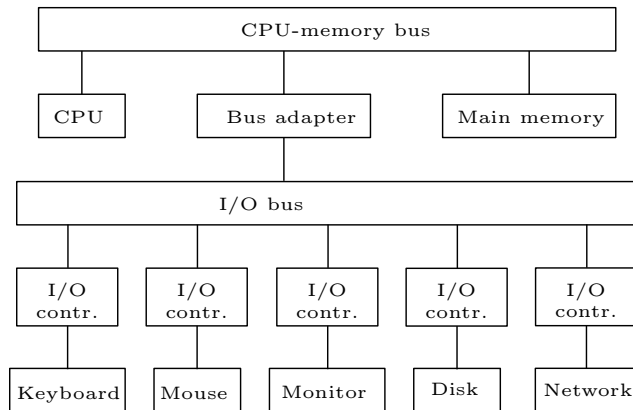 CPU-memory bus
CPU
Bus adapter
Main memory
I/O bus
I/O
contr.
I/O
contr.
I/O
contr.
I/O
contr.
I/O
contr.
Keyboard
Mouse
Monitor
Disk
Network